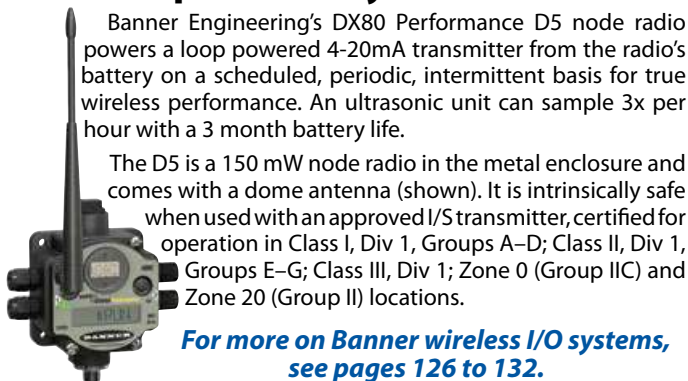 Banner Engineering's DX80 Performance D5 node radio
powers a loop powered 4-20mA transmitter from the radio's
battery on a scheduled, periodic, intermittent basis for true
wireless performance. An ultrasonic unit can sample 3x per
hour with a 3 month battery life.
The D5 is a 150 mW node radio in the metal enclosure and
comes with a dome antenna (shown). It is intrinsically safe
when used with an approved I/S transmitter, certified for
operation in Class I, Div 1, Groups A–D; Class II, Div 1,
Groups E–G; Class III, Div 1; Zone 0 (Group IIC) and
Zone 20 (Group II) locations.
BANNER
For more on Banner wireless I/O systems,
see pages 126 to 132.